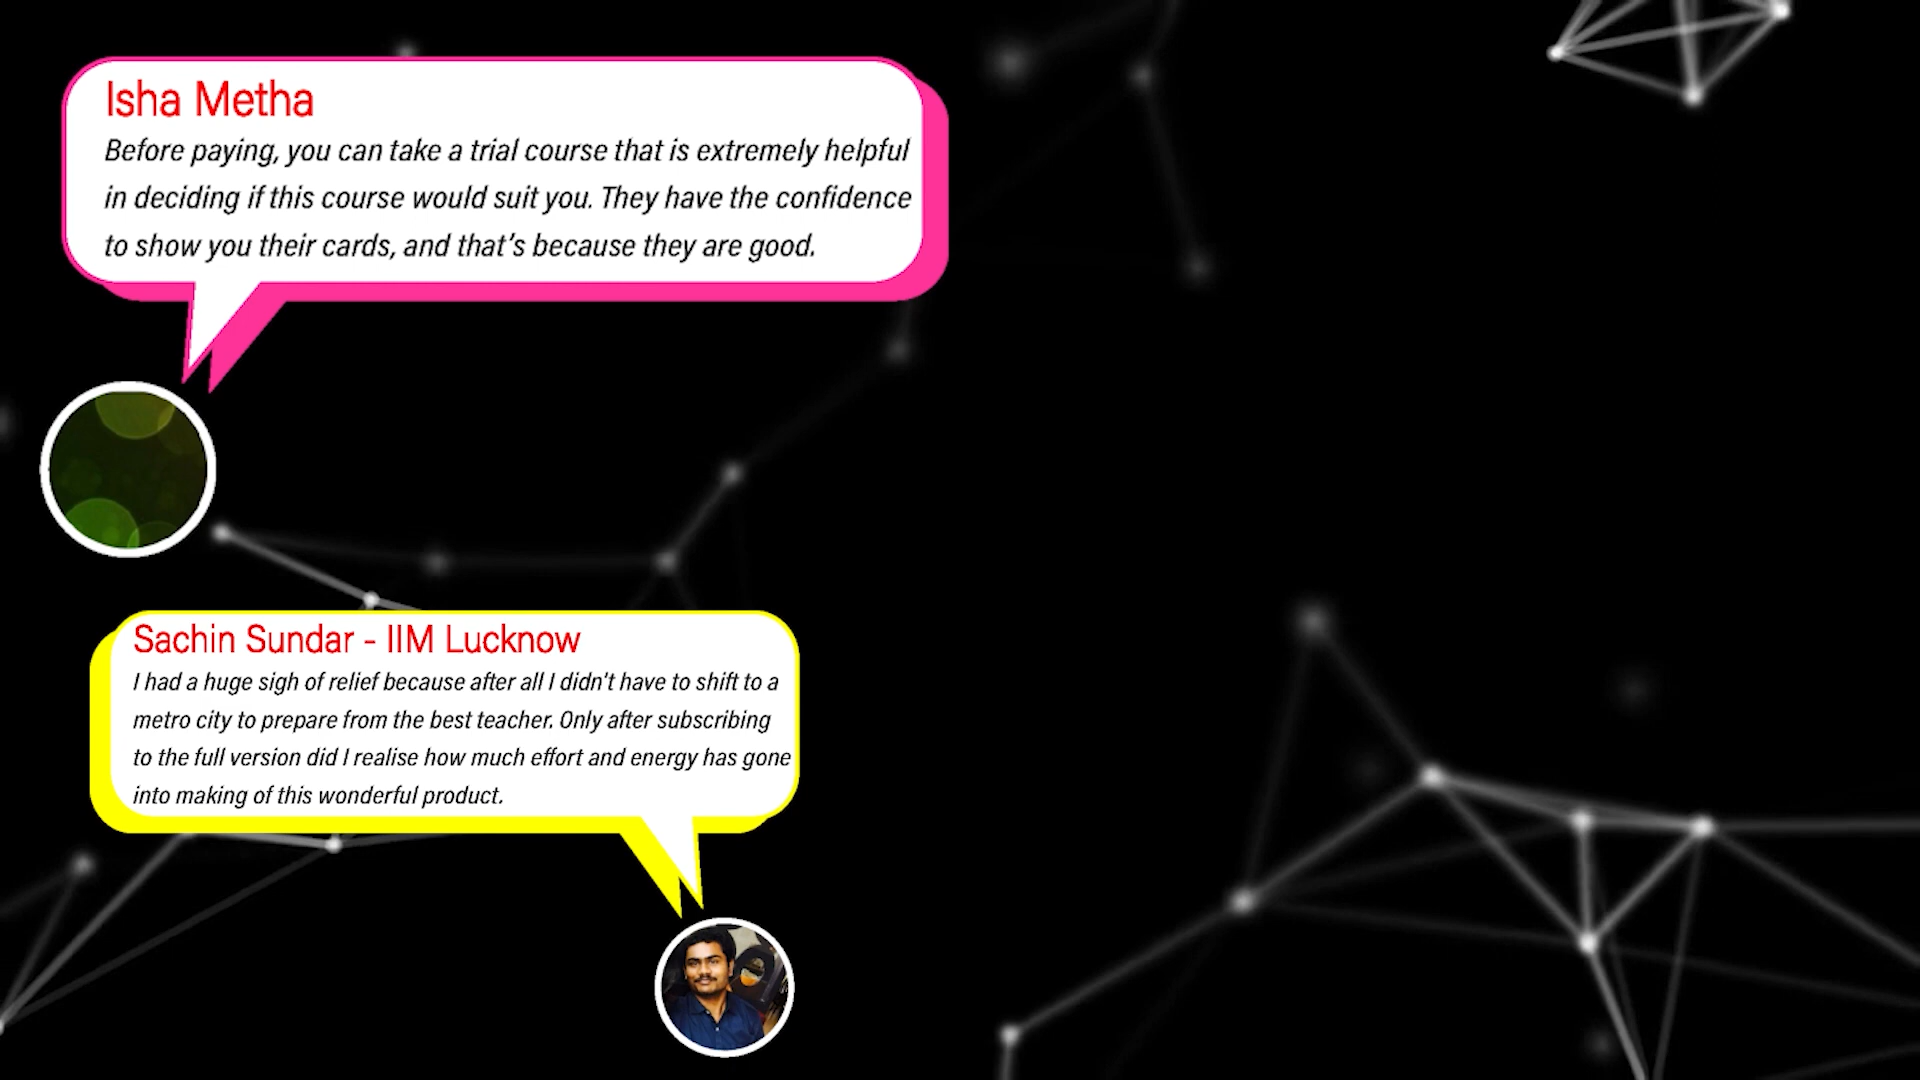 Isha Metha
Before paying, you can take a trial course that is extremely helpful
in deciding if this course would suit you. They have the confidence
to show you their cards, and that's because they are good.
Sachin Sundar - IIM Lucknow
I had a huge sigh of relief because after all I didn't have to shift to a
metro city to prepare from the best teacher. Only after subscribing
to the full version did I realise how much effort and energy has gone
into making of this wonderful product.